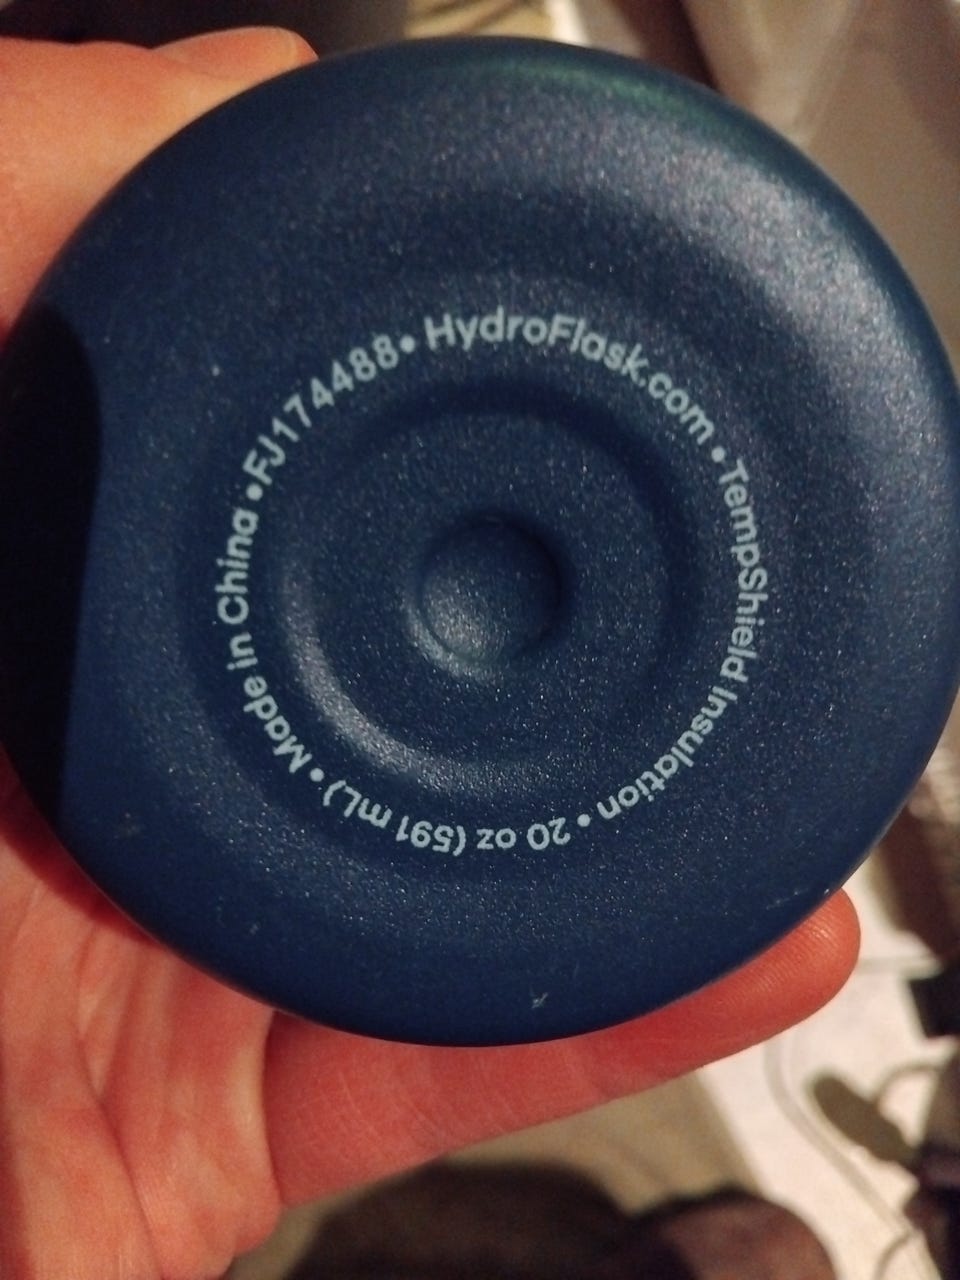 HydroFlask.com • TempShield Insulation • 20 oz (591 mL) • Made in China • FJ174488•